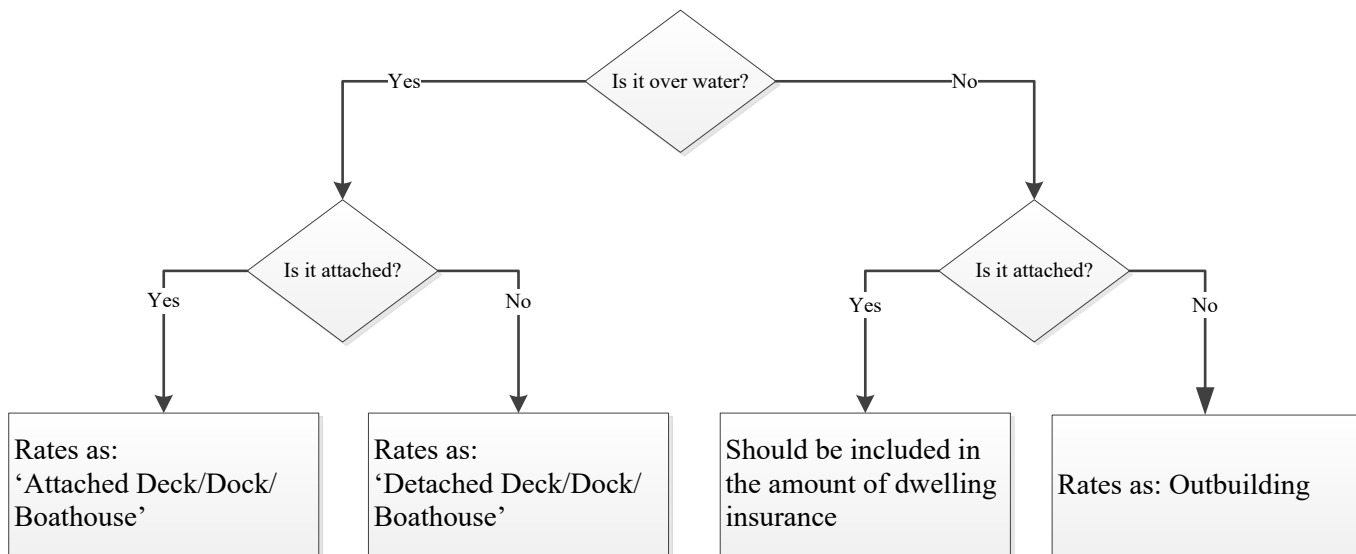 Is it over water?
Yes
No
Is it attached?
Is it attached?
Yes
No
Yes
No
Rates as:
‘Attached Deck/Dock/
Boathouse’
Rates as:
‘Detached Deck/Dock/
Boathouse’
Should be included in
the amount of dwelling
insurance
Rates as: Outbuilding